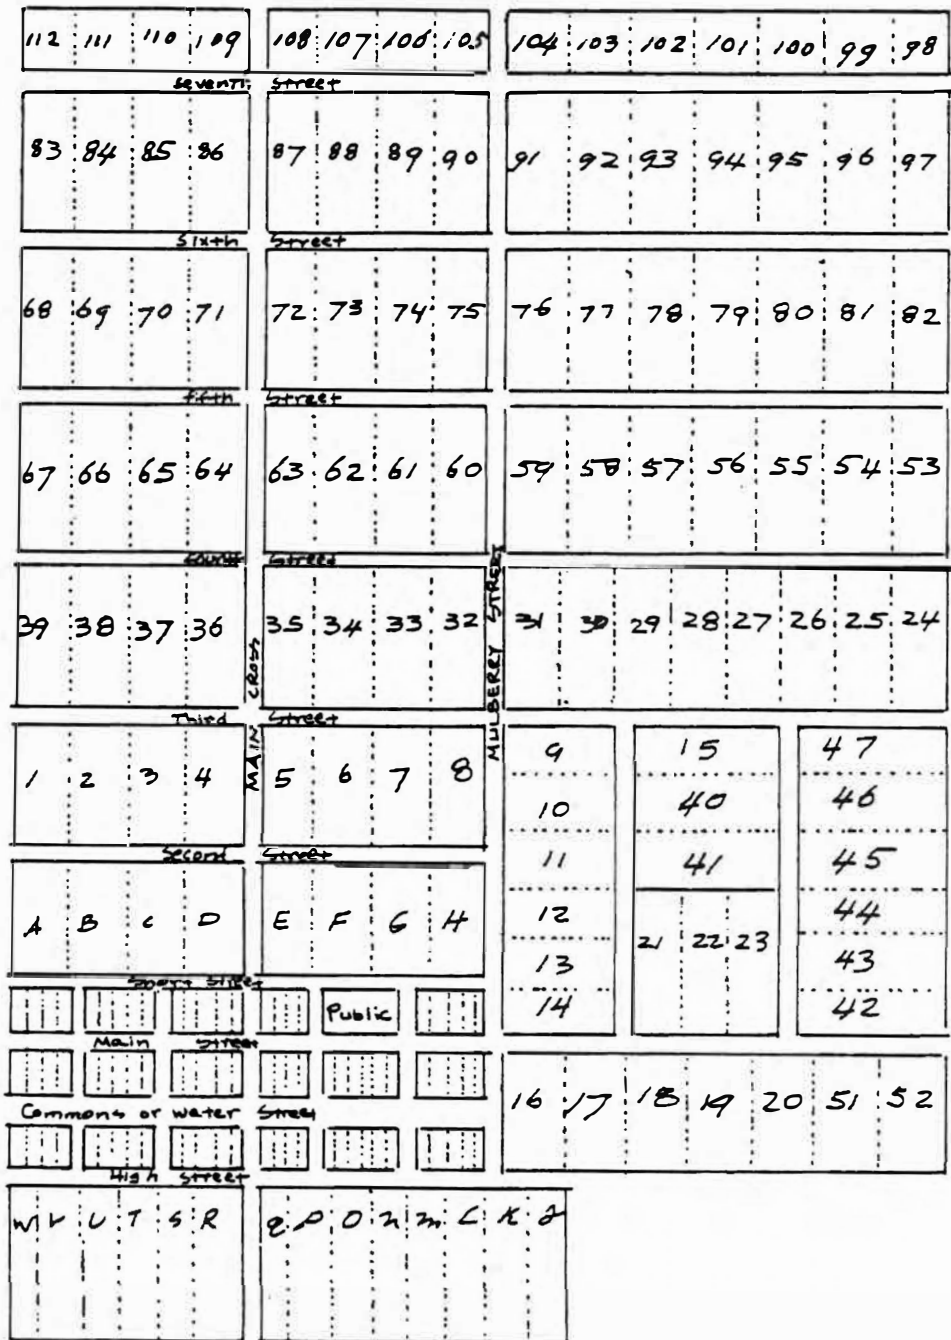 112 111 110 109 108 107 106 105 104 103 102 101 100 99 98
Seventh Street
83 84 85 86 87 88 89 90 91 92 93 94 95 96 97
Sixth Street
68 69 70 71 72 73 74 75 76 77 78 79 80 81 82
Fifth Street
67 66 65 64 63 62 61 60 59 58 57 56 55 54 53
Fourth Street
39 38 37 36 35 34 33 32 31 30 29 28 27 26 25 24
MAIN CROSS
MULBERRY STREET
Third Street
1 2 3 4 5 6 7 8
9 15 47
10 40 46
11 41 45
12 44
21 22 23
13 43
14 42
Second Street
A B C D E F G H
Short Street
Public
Main Street
16 17 18 19 20 51 52
Commons or water Street
High Street
W V U T S R Q P O n m L K J